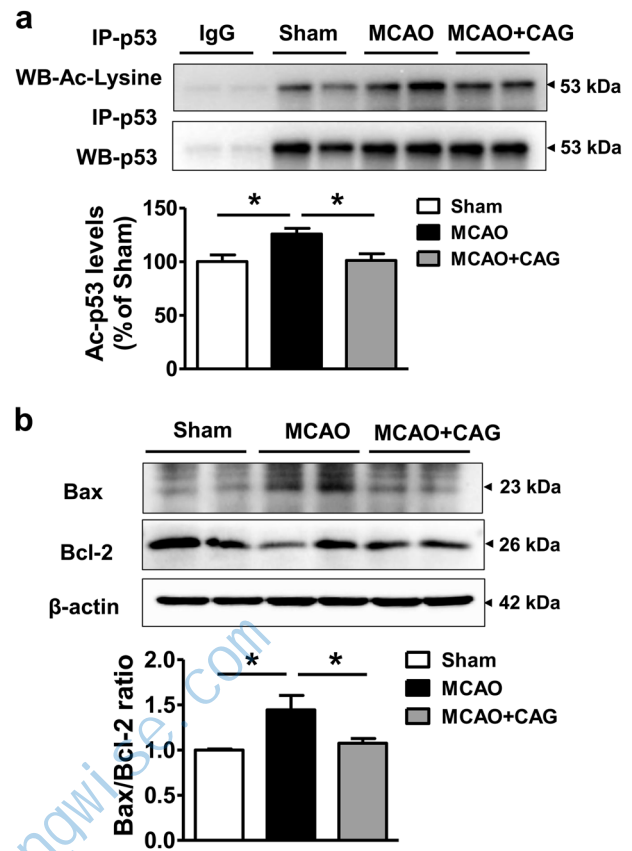 a
IP-p53 IgG Sham MCAO MCAO+CAG
WB-Ac-Lysine 53 kDa
IP-p53
WB-p53 53 kDa
Ac-p53 levels
(% of Sham)
150
100
50
0
* *
Sham
MCAO
MCAO+CAG
b
Sham MCAO MCAO+CAG
Bax 23 kDa
Bcl-2 26 kDa
β-actin 42 kDa
Bax/Bcl-2 ratio
2.0
1.5
1.0
0.5
0.0
* *
Sham
MCAO
MCAO+CAG